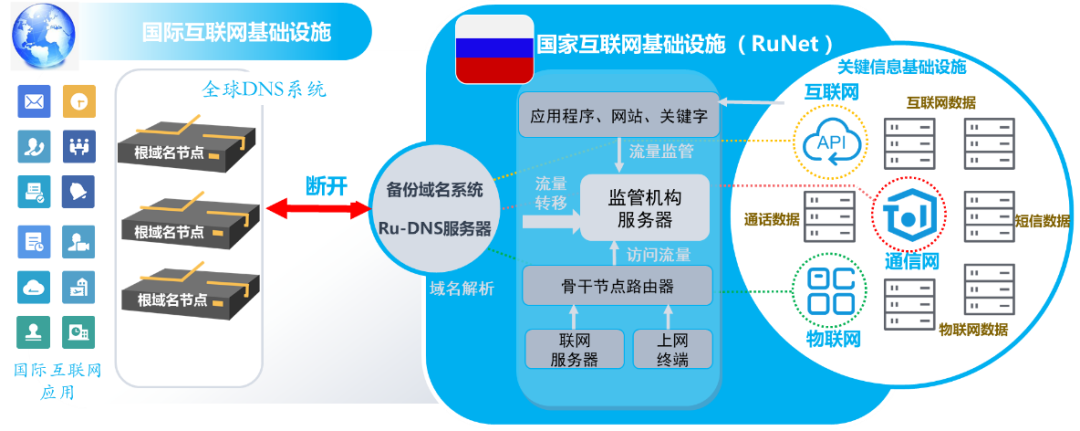 国际互联网基础设施
全球DNS系统
根域名节点
根域名节点
根域名节点
国际互联网
应用
断开
备份域名系统
Ru-DNS服务器
域名解析
国家互联网基础设施（RuNet）
应用程序、网站、关键字
流量监管
流量
转移
监管机构
服务器
访问流量
骨干节点路由器
联网
服务器
上网
终端
关键信息基础设施
互联网
互联网数据
API
通话数据
短信数据
通信网
物联网
物联网数据